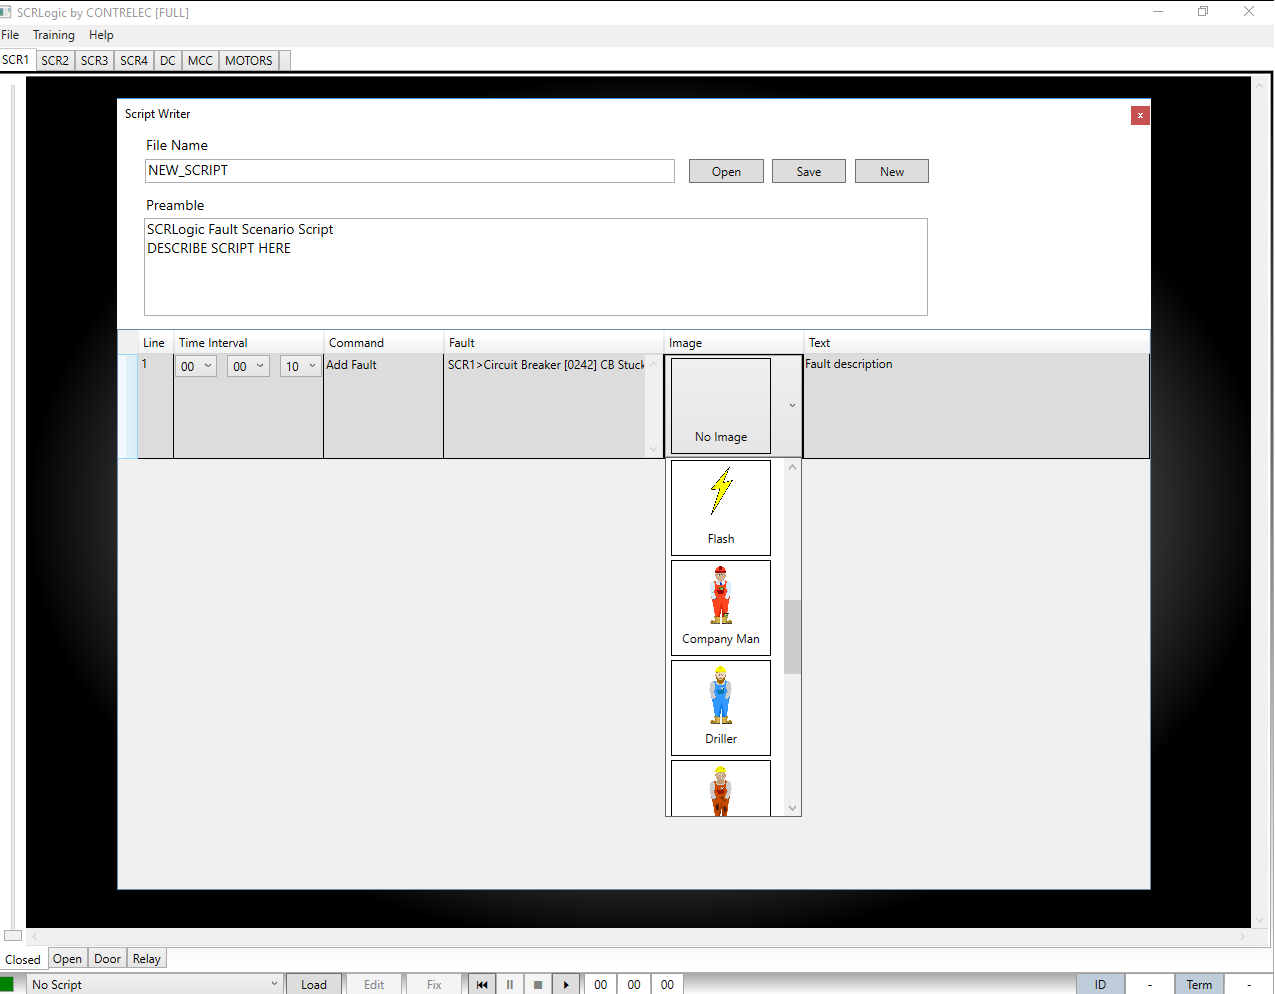 SCRLogic by CONTRELEC [FULL]
File Training Help
SCR1 SCR2 SCR3 SCR4 DC MCC MOTORS
Script Writer
x
File Name
NEW_SCRIPT Open Save New
Preamble
SCRLogic Fault Scenario Script
DESCRIBE SCRIPT HERE
Line Time Interval Command Fault Image Text
1 00 00 10 Add Fault SCR1>Circuit Breaker [0242] CB Stuck Fault description
No Image
Flash
Company Man
Driller
Closed Open Door Relay
No Script Load Edit Fix 00 00 00 ID - Term -